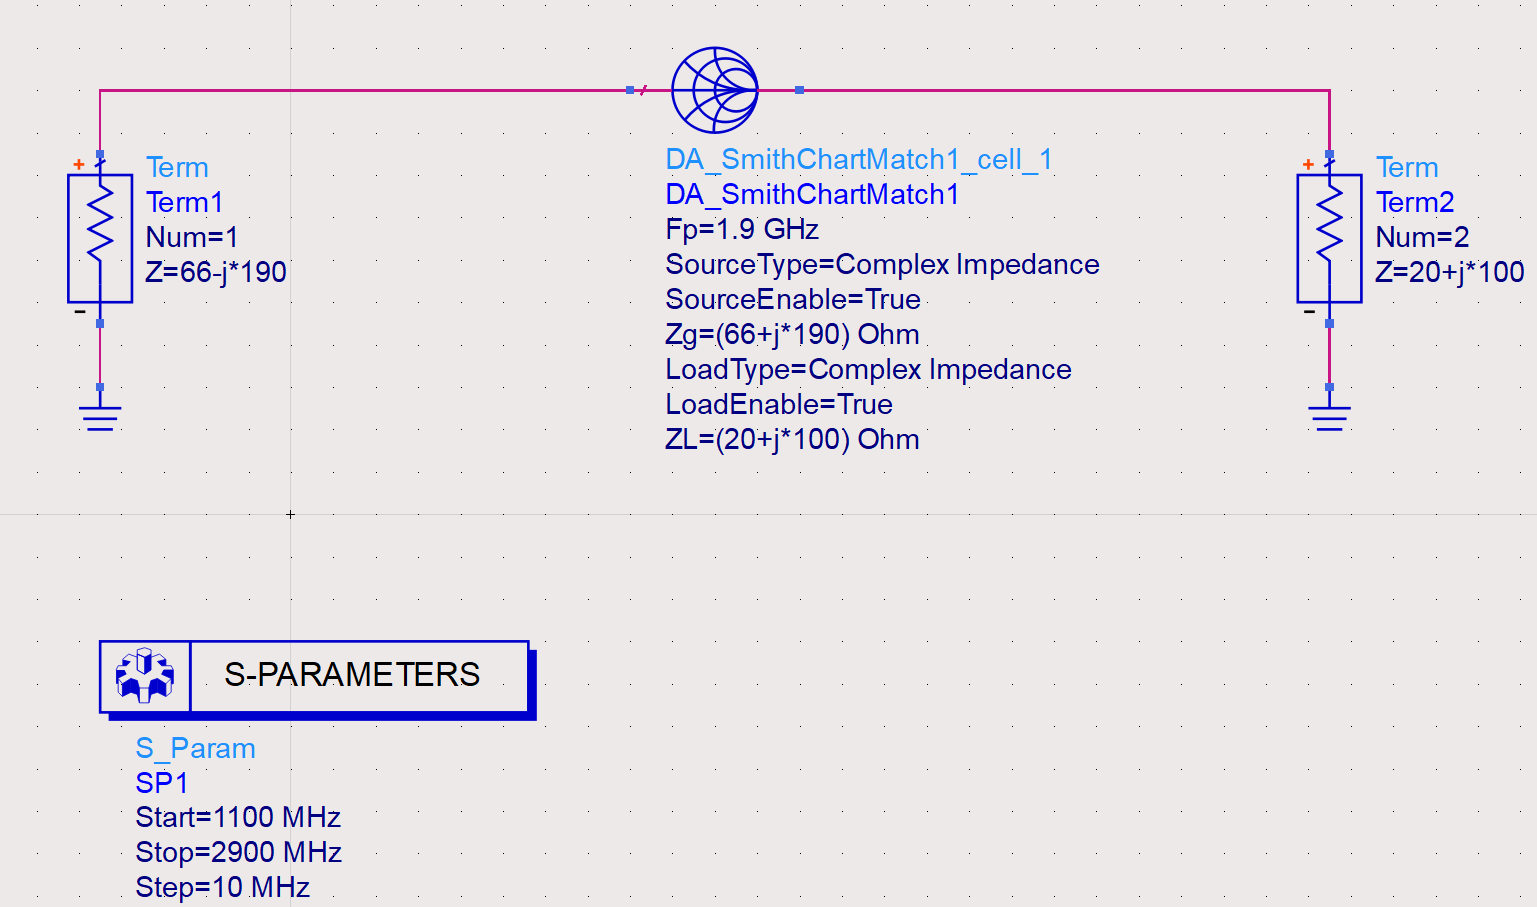 +
Term
Term1
Num=1
Z=66-j*190
-
DA_SmithChartMatch1_cell_1
DA_SmithChartMatch1
Fp=1.9 GHz
SourceType=Complex Impedance
SourceEnable=True
Zg=(66+j*190) Ohm
LoadType=Complex Impedance
LoadEnable=True
ZL=(20+j*100) Ohm
+
Term
Term2
Num=2
Z=20+j*100
-
S-PARAMETERS
S_Param
SP1
Start=1100 MHz
Stop=2900 MHz
Step=10 MHz